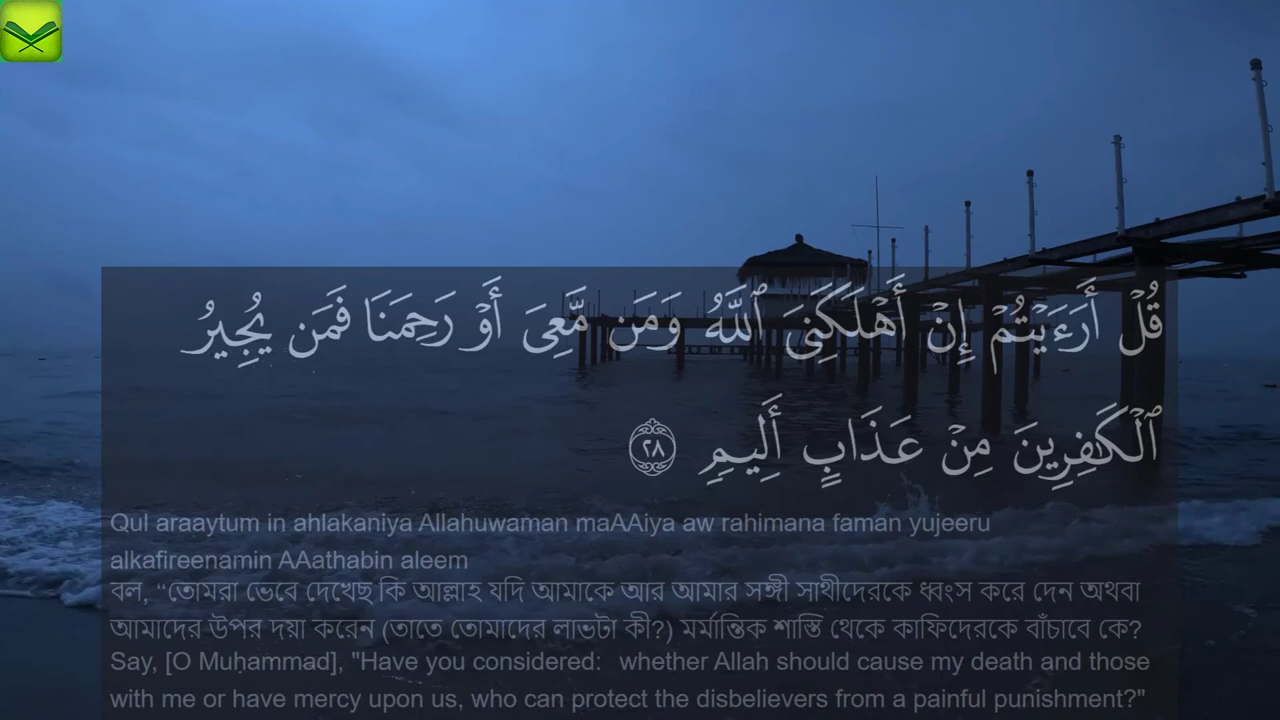 قُلْ أَرَءَيْتُمْ إِنْ أَهْلَكَنِىَ ٱللَّهُ وَمَن مَّعِىَ أَوْ رَحِمَنَا فَمَن يُجِيرُ
ٱلْكَٰفِرِينَ مِنْ عَذَابٍ أَلِيمٍ ٢٨
Qul araaytum in ahlakaniya Allahuwaman maAAiya aw rahimana faman yujeeru
alkafireenamin AAathabin aleem
বল, “তোমরা ভেবে দেখেছ কি আল্লাহ যদি আমাকে আর আমার সঙ্গী সাথীদেরকে ধ্বংস করে দেন অথবা
আমাদের উপর দয়া করেন (তাতে তোমাদের লাভটা কী?) মর্মান্তিক শাস্তি থেকে কাফিদেরকে বাঁচাবে কে?
Say, [O Muḥammad], "Have you considered: whether Allah should cause my death and those
with me or have mercy upon us, who can protect the disbelievers from a painful punishment?"